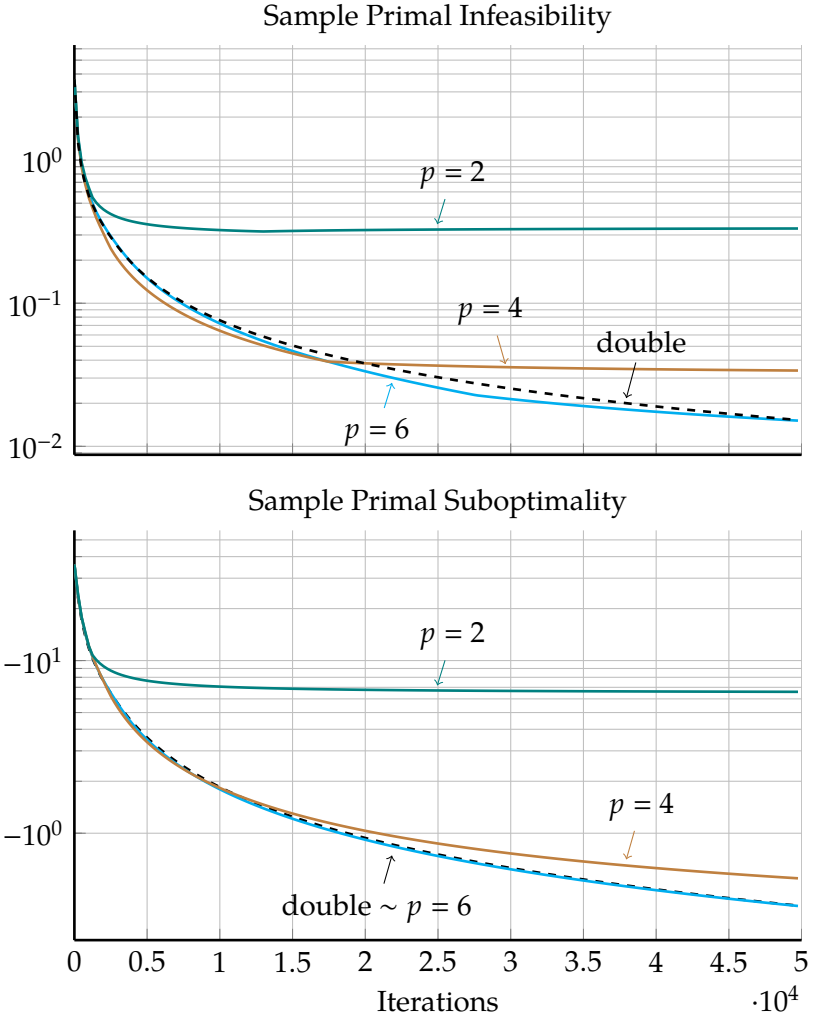 Sample Primal Infeasibility
10^0
p = 2
10^{-1}
p = 4
double
p = 6
10^{-2}
Sample Primal Suboptimality
p = 2
−10^1
p = 4
−10^0
double ∼ p = 6
0 0.5 1 1.5 2 2.5 3 3.5 4 4.5 5
Iterations ·10^4